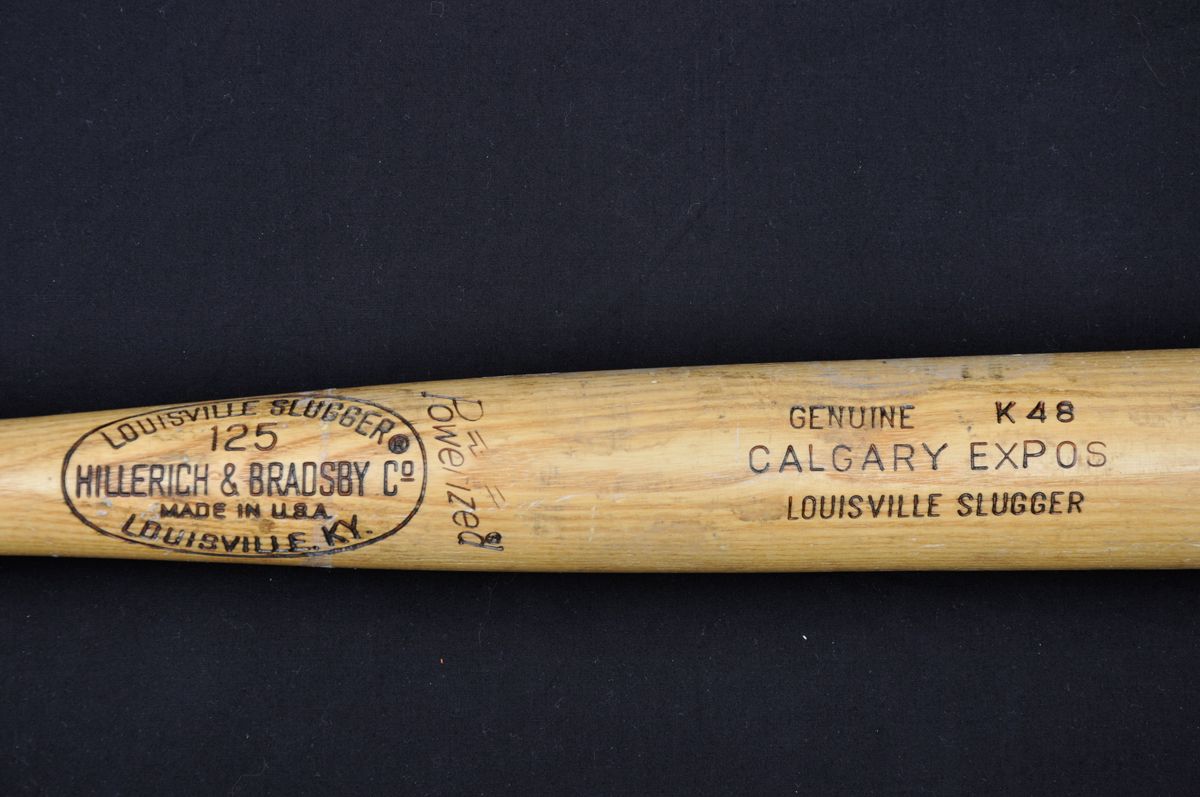 LOUISVILLE SLUGGER®
125
HILLERICH & BRADSBY Cº
MADE IN U.S.A.
LOUISVILLE, KY.
Powerized
GENUINE K48
CALGARY EXPOS
LOUISVILLE SLUGGER